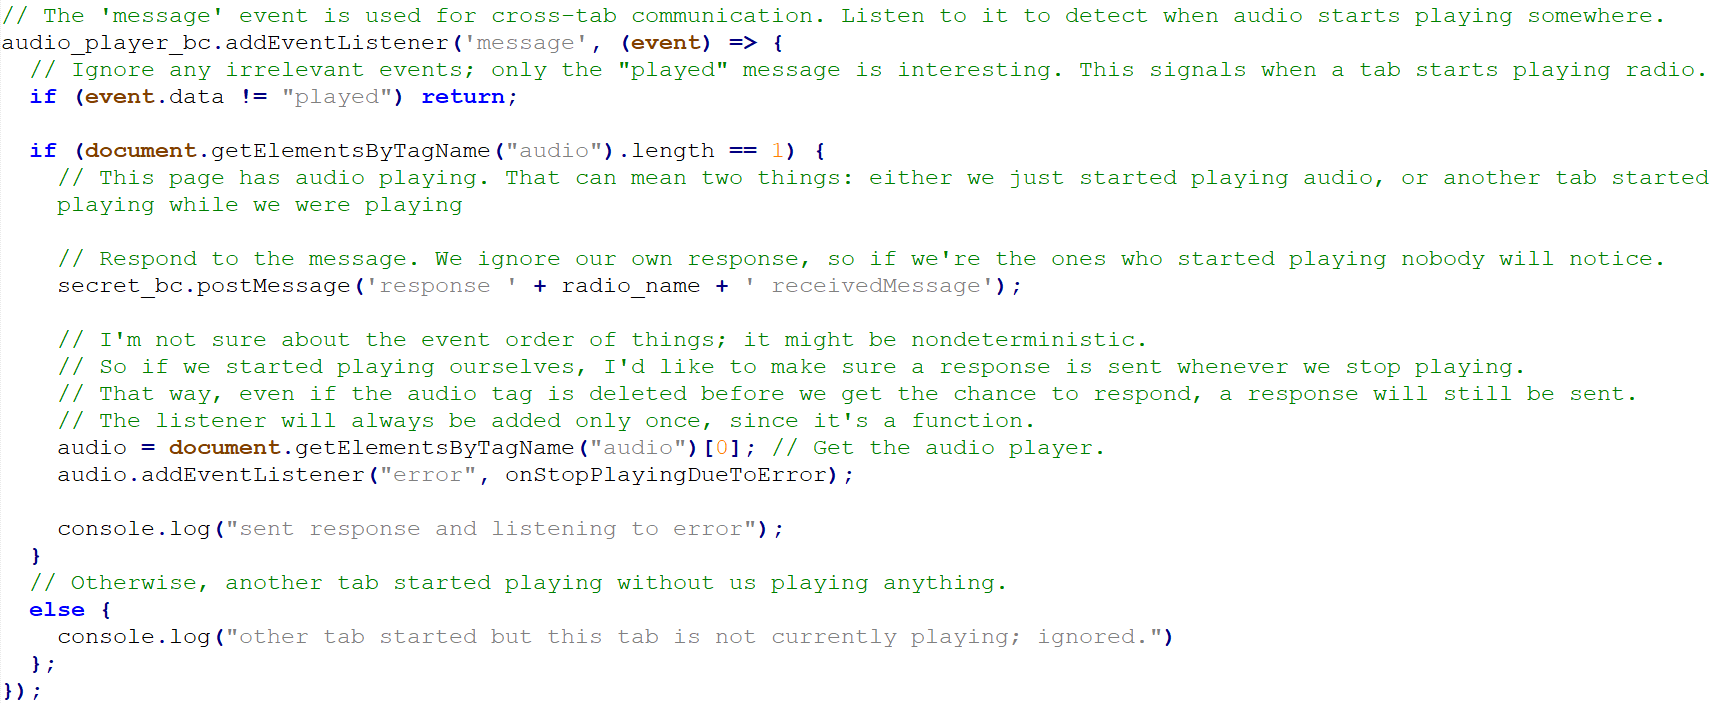 // The 'message' event is used for cross-tab communication. Listen to it to detect when audio starts playing somewhere.
audio_player_bc.addEventListener('message', (event) => {
  // Ignore any irrelevant events; only the "played" message is interesting. This signals when a tab starts playing radio.
  if (event.data != "played") return;

  if (document.getElementsByTagName("audio").length == 1) {
    // This page has audio playing. That can mean two things: either we just started playing audio, or another tab started
    playing while we were playing

    // Respond to the message. We ignore our own response, so if we're the ones who started playing nobody will notice.
    secret_bc.postMessage('response ' + radio_name + ' receivedMessage');

    // I'm not sure about the event order of things; it might be nondeterministic.
    // So if we started playing ourselves, I'd like to make sure a response is sent whenever we stop playing.
    // That way, even if the audio tag is deleted before we get the chance to respond, a response will still be sent.
    // The listener will always be added only once, since it's a function.
    audio = document.getElementsByTagName("audio")[0]; // Get the audio player.
    audio.addEventListener("error", onStopPlayingDueToError);

    console.log("sent response and listening to error");
  }
  // Otherwise, another tab started playing without us playing anything.
  else {
    console.log("other tab started but this tab is not currently playing; ignored.")
  };
});